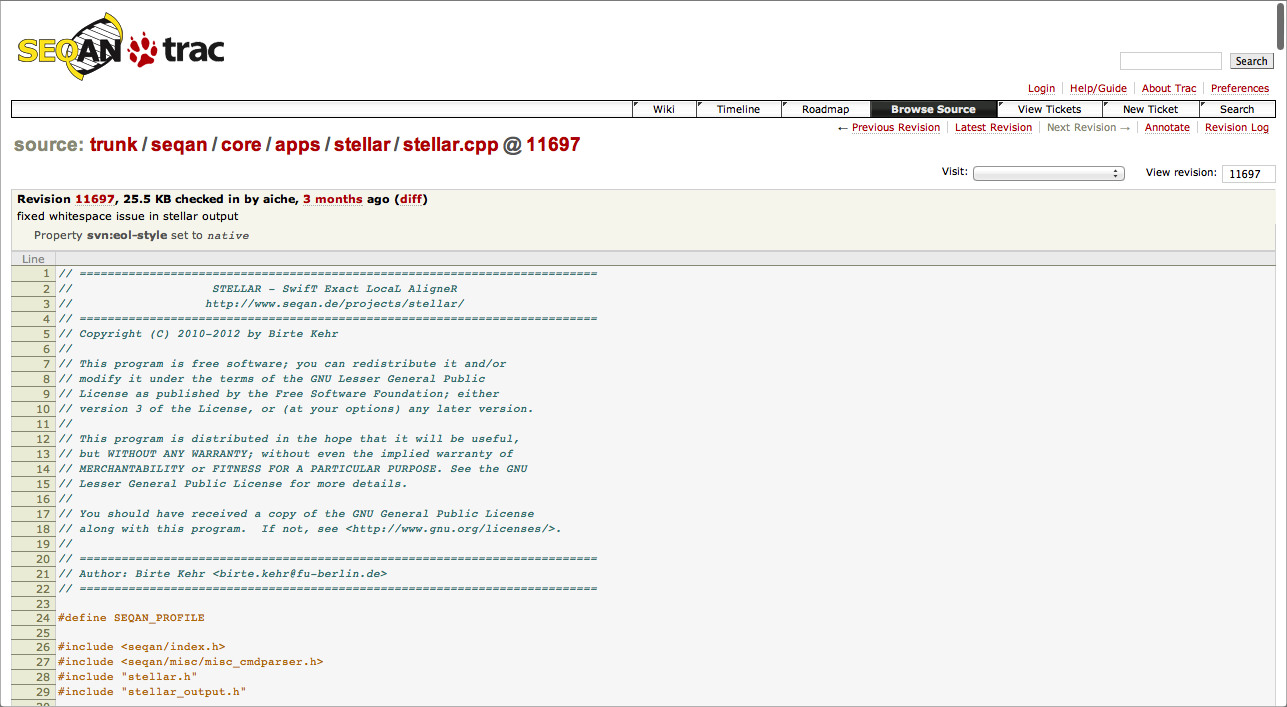 SEQAN trac
Search
Login Help/Guide About Trac Preferences
Wiki Timeline Roadmap Browse Source View Tickets New Ticket Search
← Previous Revision Latest Revision Next Revision → Annotate Revision Log
source: trunk / seqan / core / apps / stellar / stellar.cpp @ 11697
Visit: View revision: 11697
Revision 11697, 25.5 KB checked in by aiche, 3 months ago (diff)
fixed whitespace issue in stellar output
Property svn:eol-style set to native
Line
1 // ==========================================================================
2 //                    STELLAR - SwifT Exact LocaL AligneR
3 //                   http://www.seqan.de/projects/stellar/
4 // ==========================================================================
5 // Copyright (C) 2010-2012 by Birte Kehr
6 //
7 // This program is free software; you can redistribute it and/or
8 // modify it under the terms of the GNU Lesser General Public
9 // License as published by the Free Software Foundation; either
10 // version 3 of the License, or (at your options) any later version.
11 //
12 // This program is distributed in the hope that it will be useful,
13 // but WITHOUT ANY WARRANTY; without even the implied warranty of
14 // MERCHANTABILITY or FITNESS FOR A PARTICULAR PURPOSE. See the GNU
15 // Lesser General Public License for more details.
16 //
17 // You should have received a copy of the GNU General Public License
18 // along with this program.  If not, see <http://www.gnu.org/licenses/>.
19 //
20 // ==========================================================================
21 // Author: Birte Kehr <birte.kehr@fu-berlin.de>
22 // ==========================================================================
23
24 #define SEQAN_PROFILE
25
26 #include <seqan/index.h>
27 #include <seqan/misc/misc_cmdparser.h>
28 #include "stellar.h"
29 #include "stellar_output.h"